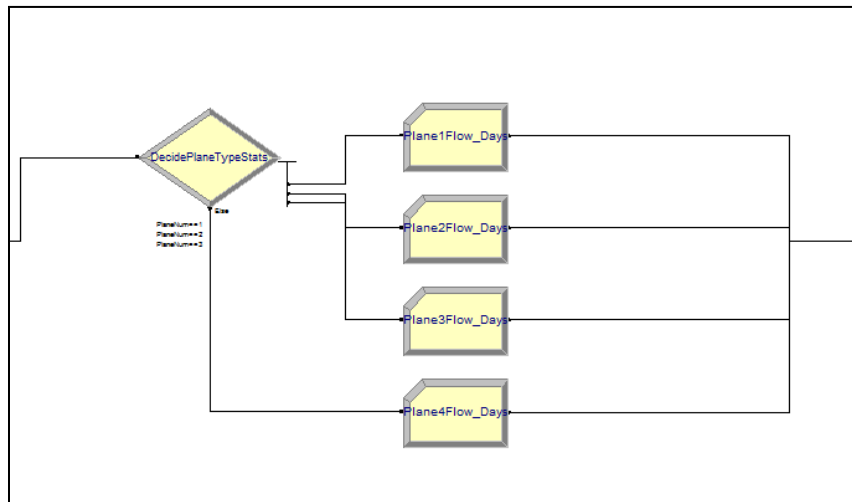 Plane1Flow_Days
DecidePlaneTypeStats
Else
PlaneNum==1
PlaneNum==2
PlaneNum==3
Plane2Flow_Days
Plane3Flow_Days
Plane4Flow_Days